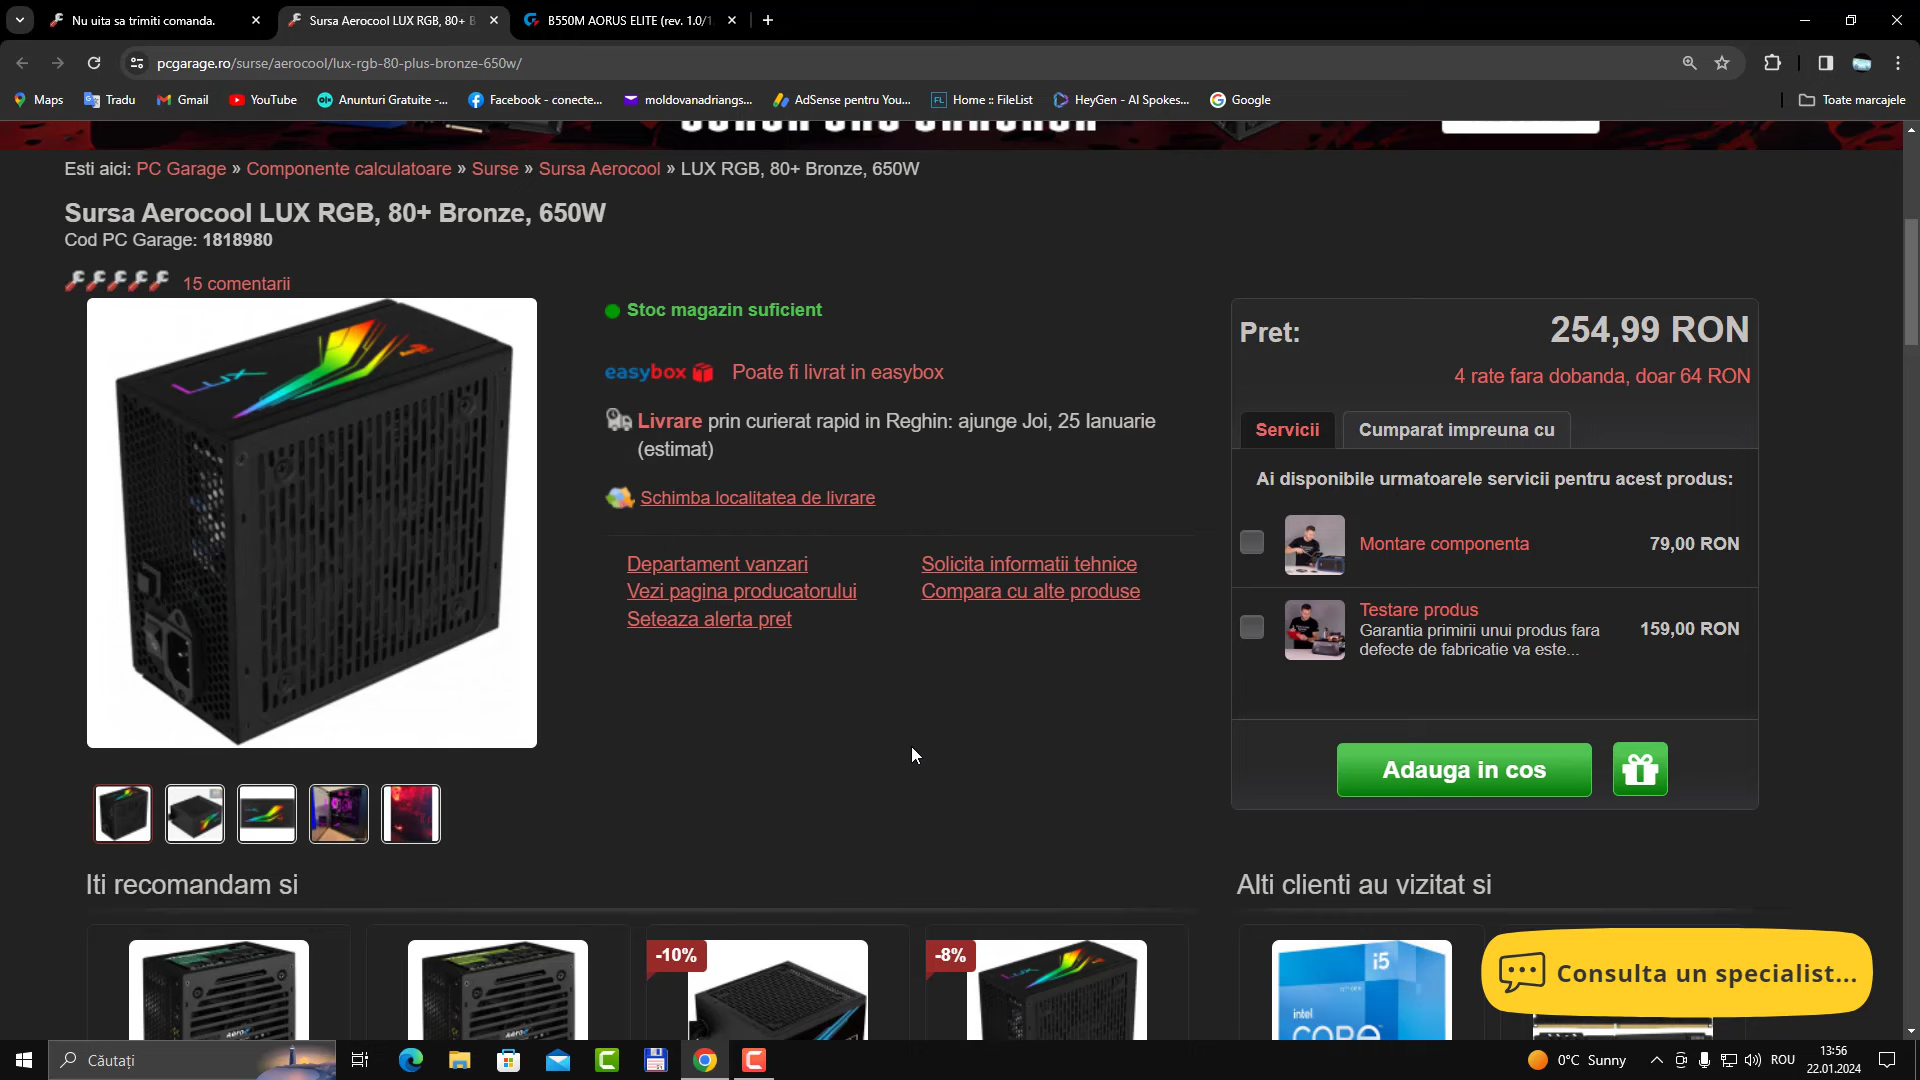 Nu uita sa trimiti comanda.
Sursa Aerocool LUX RGB, 80+ B
B550M AORUS ELITE (rev. 1.0/1
pcgarage.ro/surse/aerocool/lux-rgb-80-plus-bronze-650w/
Maps
Tradu
Gmail
YouTube
Anunturi Gratuite -...
Facebook - conecte...
moldovanadriangs...
AdSense pentru You...
Home :: FileList
HeyGen - AI Spokes...
Google
Toate marcajele
Esti aici: PC Garage » Componente calculatoare » Surse » Sursa Aerocool » LUX RGB, 80+ Bronze, 650W
Sursa Aerocool LUX RGB, 80+ Bronze, 650W
Cod PC Garage: 1818980
15 comentarii
LUX
Stoc magazin suficient
easybox Poate fi livrat in easybox
Livrare prin curierat rapid in Reghin: ajunge Joi, 25 Ianuarie
(estimat)
Schimba localitatea de livrare
Departament vanzari
Solicita informatii tehnice
Vezi pagina producatorului
Compara cu alte produse
Seteaza alerta pret
Pret: 254,99 RON
4 rate fara dobanda, doar 64 RON
Servicii
Cumparat impreuna cu
Ai disponibile urmatoarele servicii pentru acest produs:
Montare componenta 79,00 RON
Testare produs
Garantia primirii unui produs fara
defecte de fabricatie va este...
159,00 RON
Adauga in cos
Iti recomandam si
Alti clienti au vizitat si
-10%
-8%
LUX
i5
intel
CORE
Consulta un specialist...
Căutați
0°C Sunny
ROU
13:56
22.01.2024